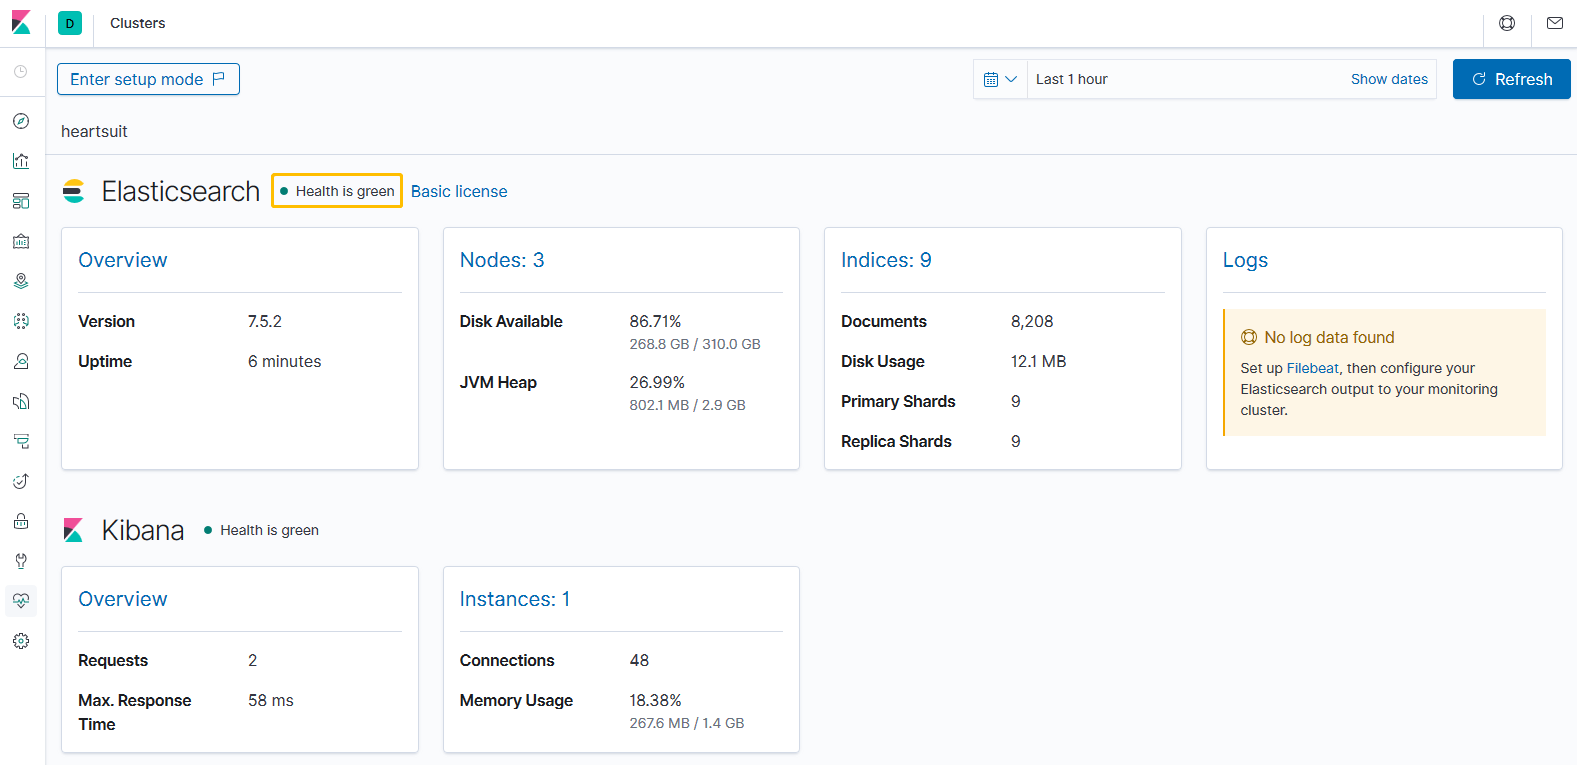 D Clusters
Enter setup mode
Last 1 hour Show dates Refresh
heartsuit
Elasticsearch Health is green Basic license
Overview
Version 7.5.2
Uptime 6 minutes
Nodes: 3
Disk Available 86.71%
268.8 GB / 310.0 GB
JVM Heap 26.99%
802.1 MB / 2.9 GB
Indices: 9
Documents 8,208
Disk Usage 12.1 MB
Primary Shards 9
Replica Shards 9
Logs
No log data found
Set up Filebeat, then configure your
Elasticsearch output to your monitoring
cluster.
Kibana Health is green
Overview
Requests 2
Max. Response 58 ms
Time
Instances: 1
Connections 48
Memory Usage 18.38%
267.6 MB / 1.4 GB